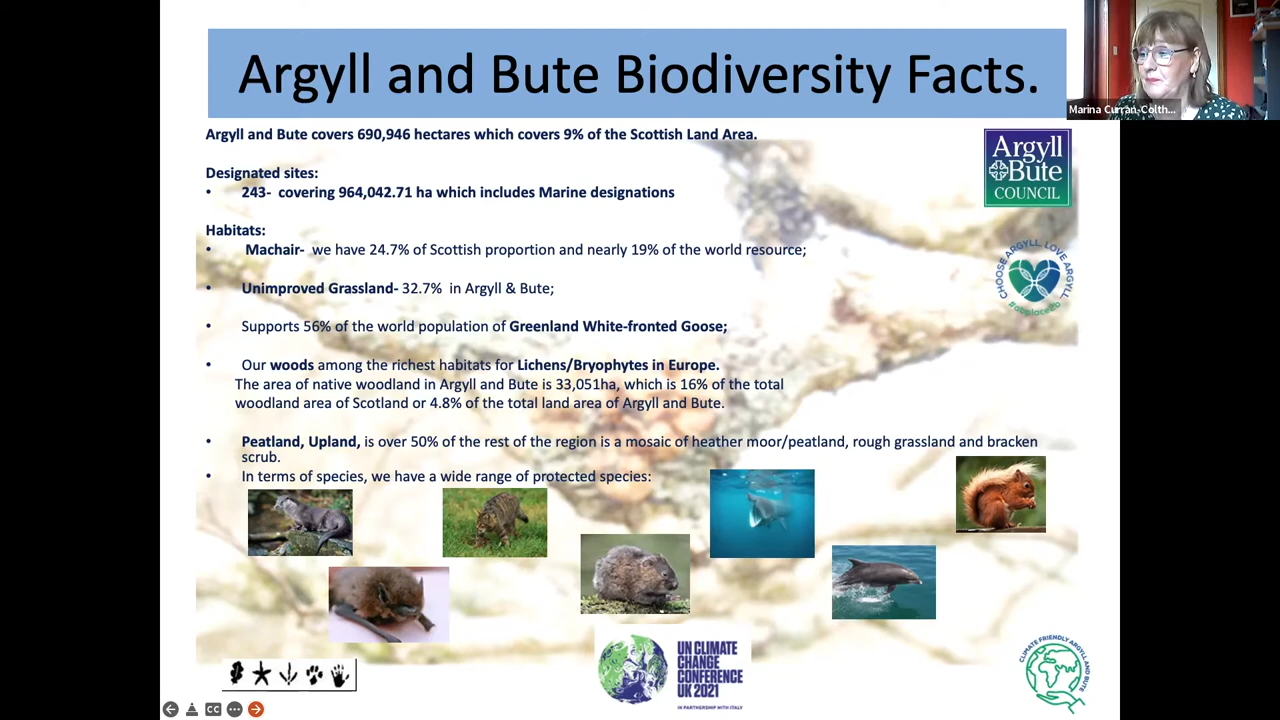 Argyll and Bute Biodiversity Facts.
Marina Curran-Colth...
Argyll and Bute covers 690,946 hectares which covers 9% of the Scottish Land Area.
Argyll
&Bute
COUNCIL
Designated sites:
• 243- covering 964,042.71 ha which includes Marine designations
Habitats:
• Machair- we have 24.7% of Scottish proportion and nearly 19% of the world resource;
CHOOSE ARGYLL. LOVE ARGYLL.
#abplace2b
• Unimproved Grassland- 32.7% in Argyll & Bute;
• Supports 56% of the world population of Greenland White-fronted Goose;
• Our woods among the richest habitats for Lichens/Bryophytes in Europe.
The area of native woodland in Argyll and Bute is 33,051ha, which is 16% of the total
woodland area of Scotland or 4.8% of the total land area of Argyll and Bute.
• Peatland, Upland, is over 50% of the rest of the region is a mosaic of heather moor/peatland, rough grassland and bracken
scrub.
• In terms of species, we have a wide range of protected species:
UN CLIMATE
CHANGE
CONFERENCE
UK 2021
IN PARTNERSHIP WITH ITALY
CLIMATE FRIENDLY ARGYLL AND BUTE
CC